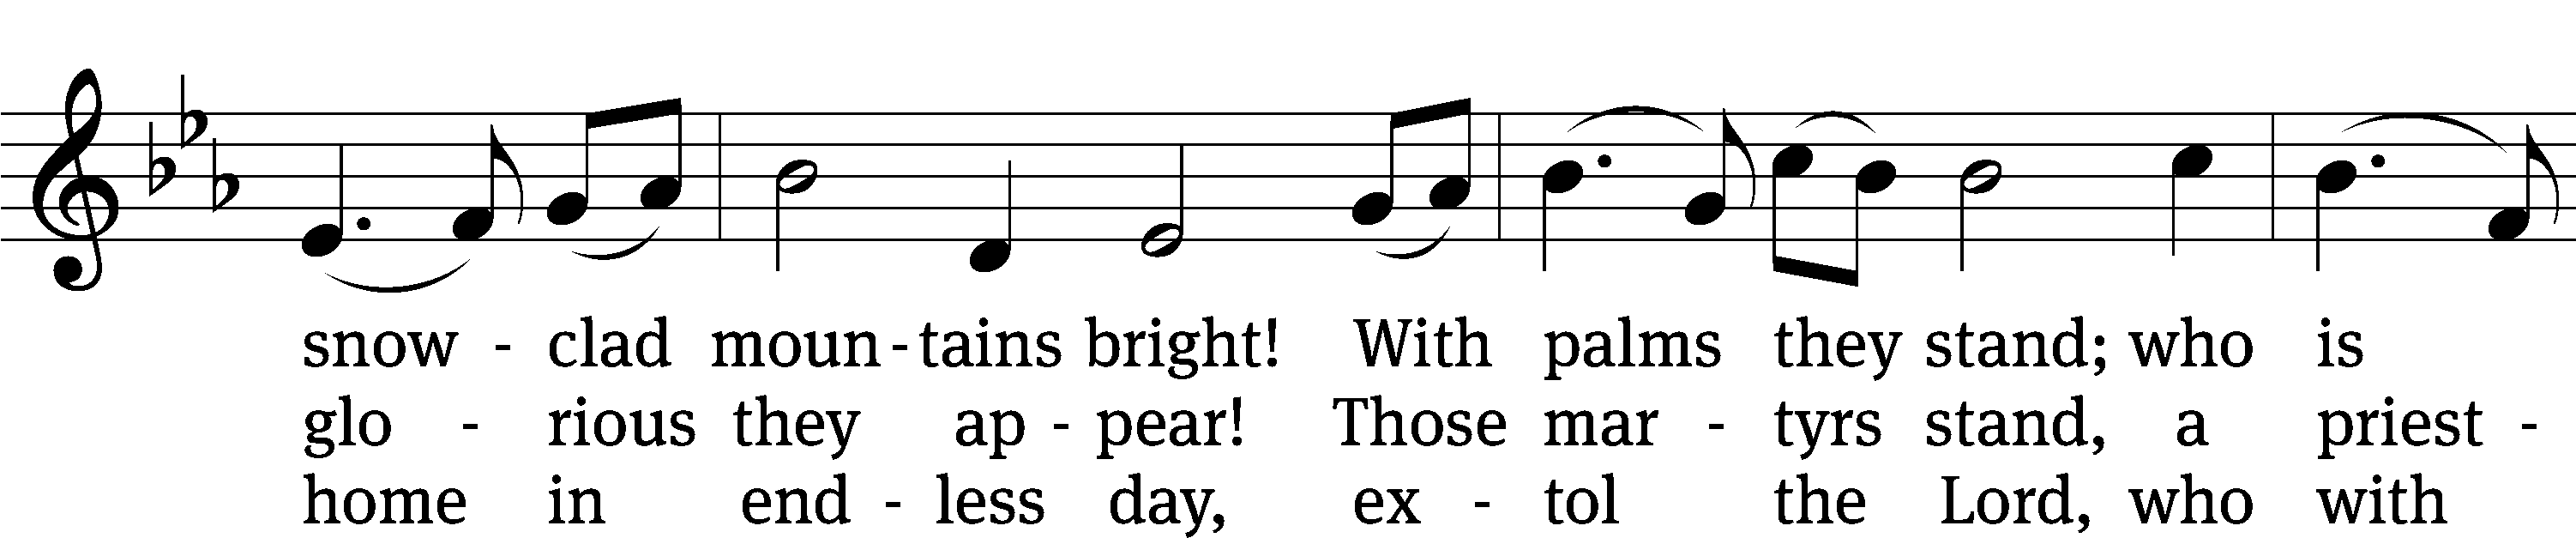 snow - clad moun - tains bright! With palms they stand; who is
glo - rious they ap - pear! Those mar - tyrs stand, a priest -
home in end - less day, ex - tol the Lord, who with